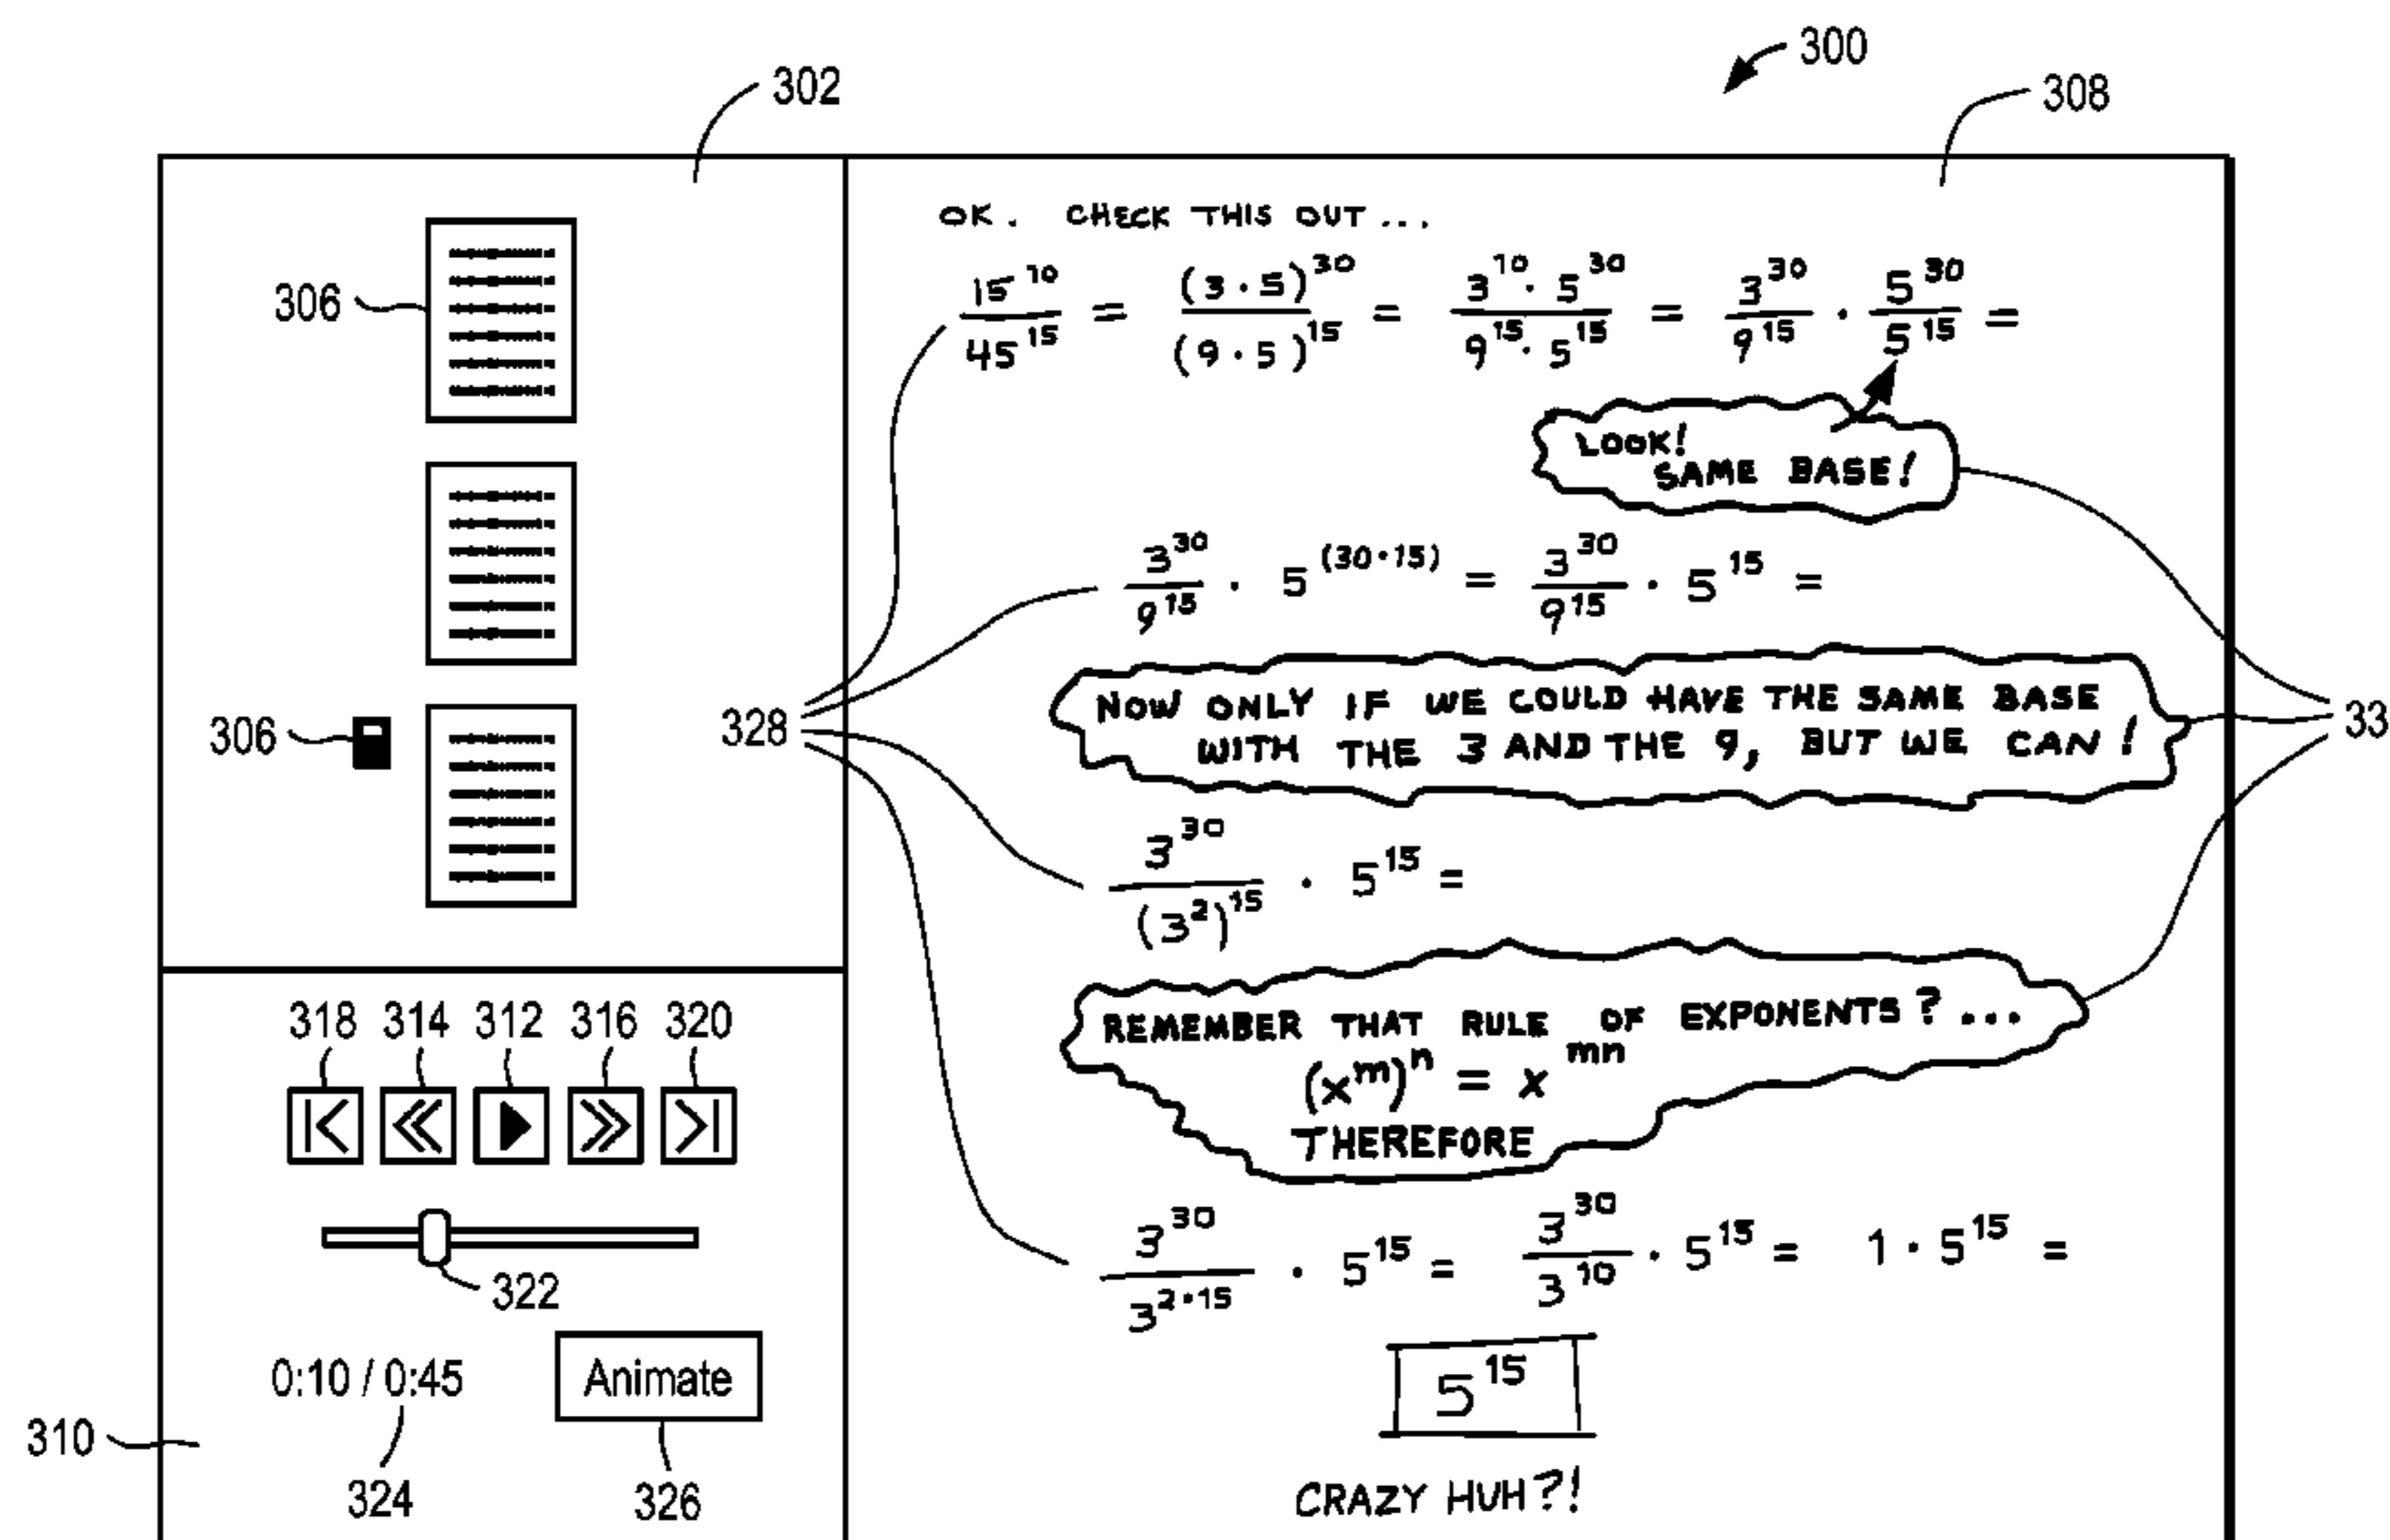 300
302
308
OK. CHECK THIS OUT...
306
15^10 / 45^15 = (3 · 5)^30 / (9 · 5)^15 = 3^10 · 5^30 / 9^15 · 5^15 = 3^30 / 9^15 · 5^30 / 5^15 =
LOOK!
SAME BASE!
3^30 / 9^15 · 5^(30·15) = 3^30 / 9^15 · 5^15 =
306
328
NOW ONLY IF WE COULD HAVE THE SAME BASE
WITH THE 3 AND THE 9, BUT WE CAN!
33
3^30 / (3^2)^15 · 5^15 =
REMEMBER THAT RULE OF EXPONENTS?...
(x^m)^n = x^mn
THEREFORE
318 314 312 316 320
3^30 / 3^2·15 · 5^15 = 3^30 / 3^10 · 5^15 = 1 · 5^15 =
322
5^15
0:10 / 0:45
Animate
310
324
326
CRAZY HUH?!